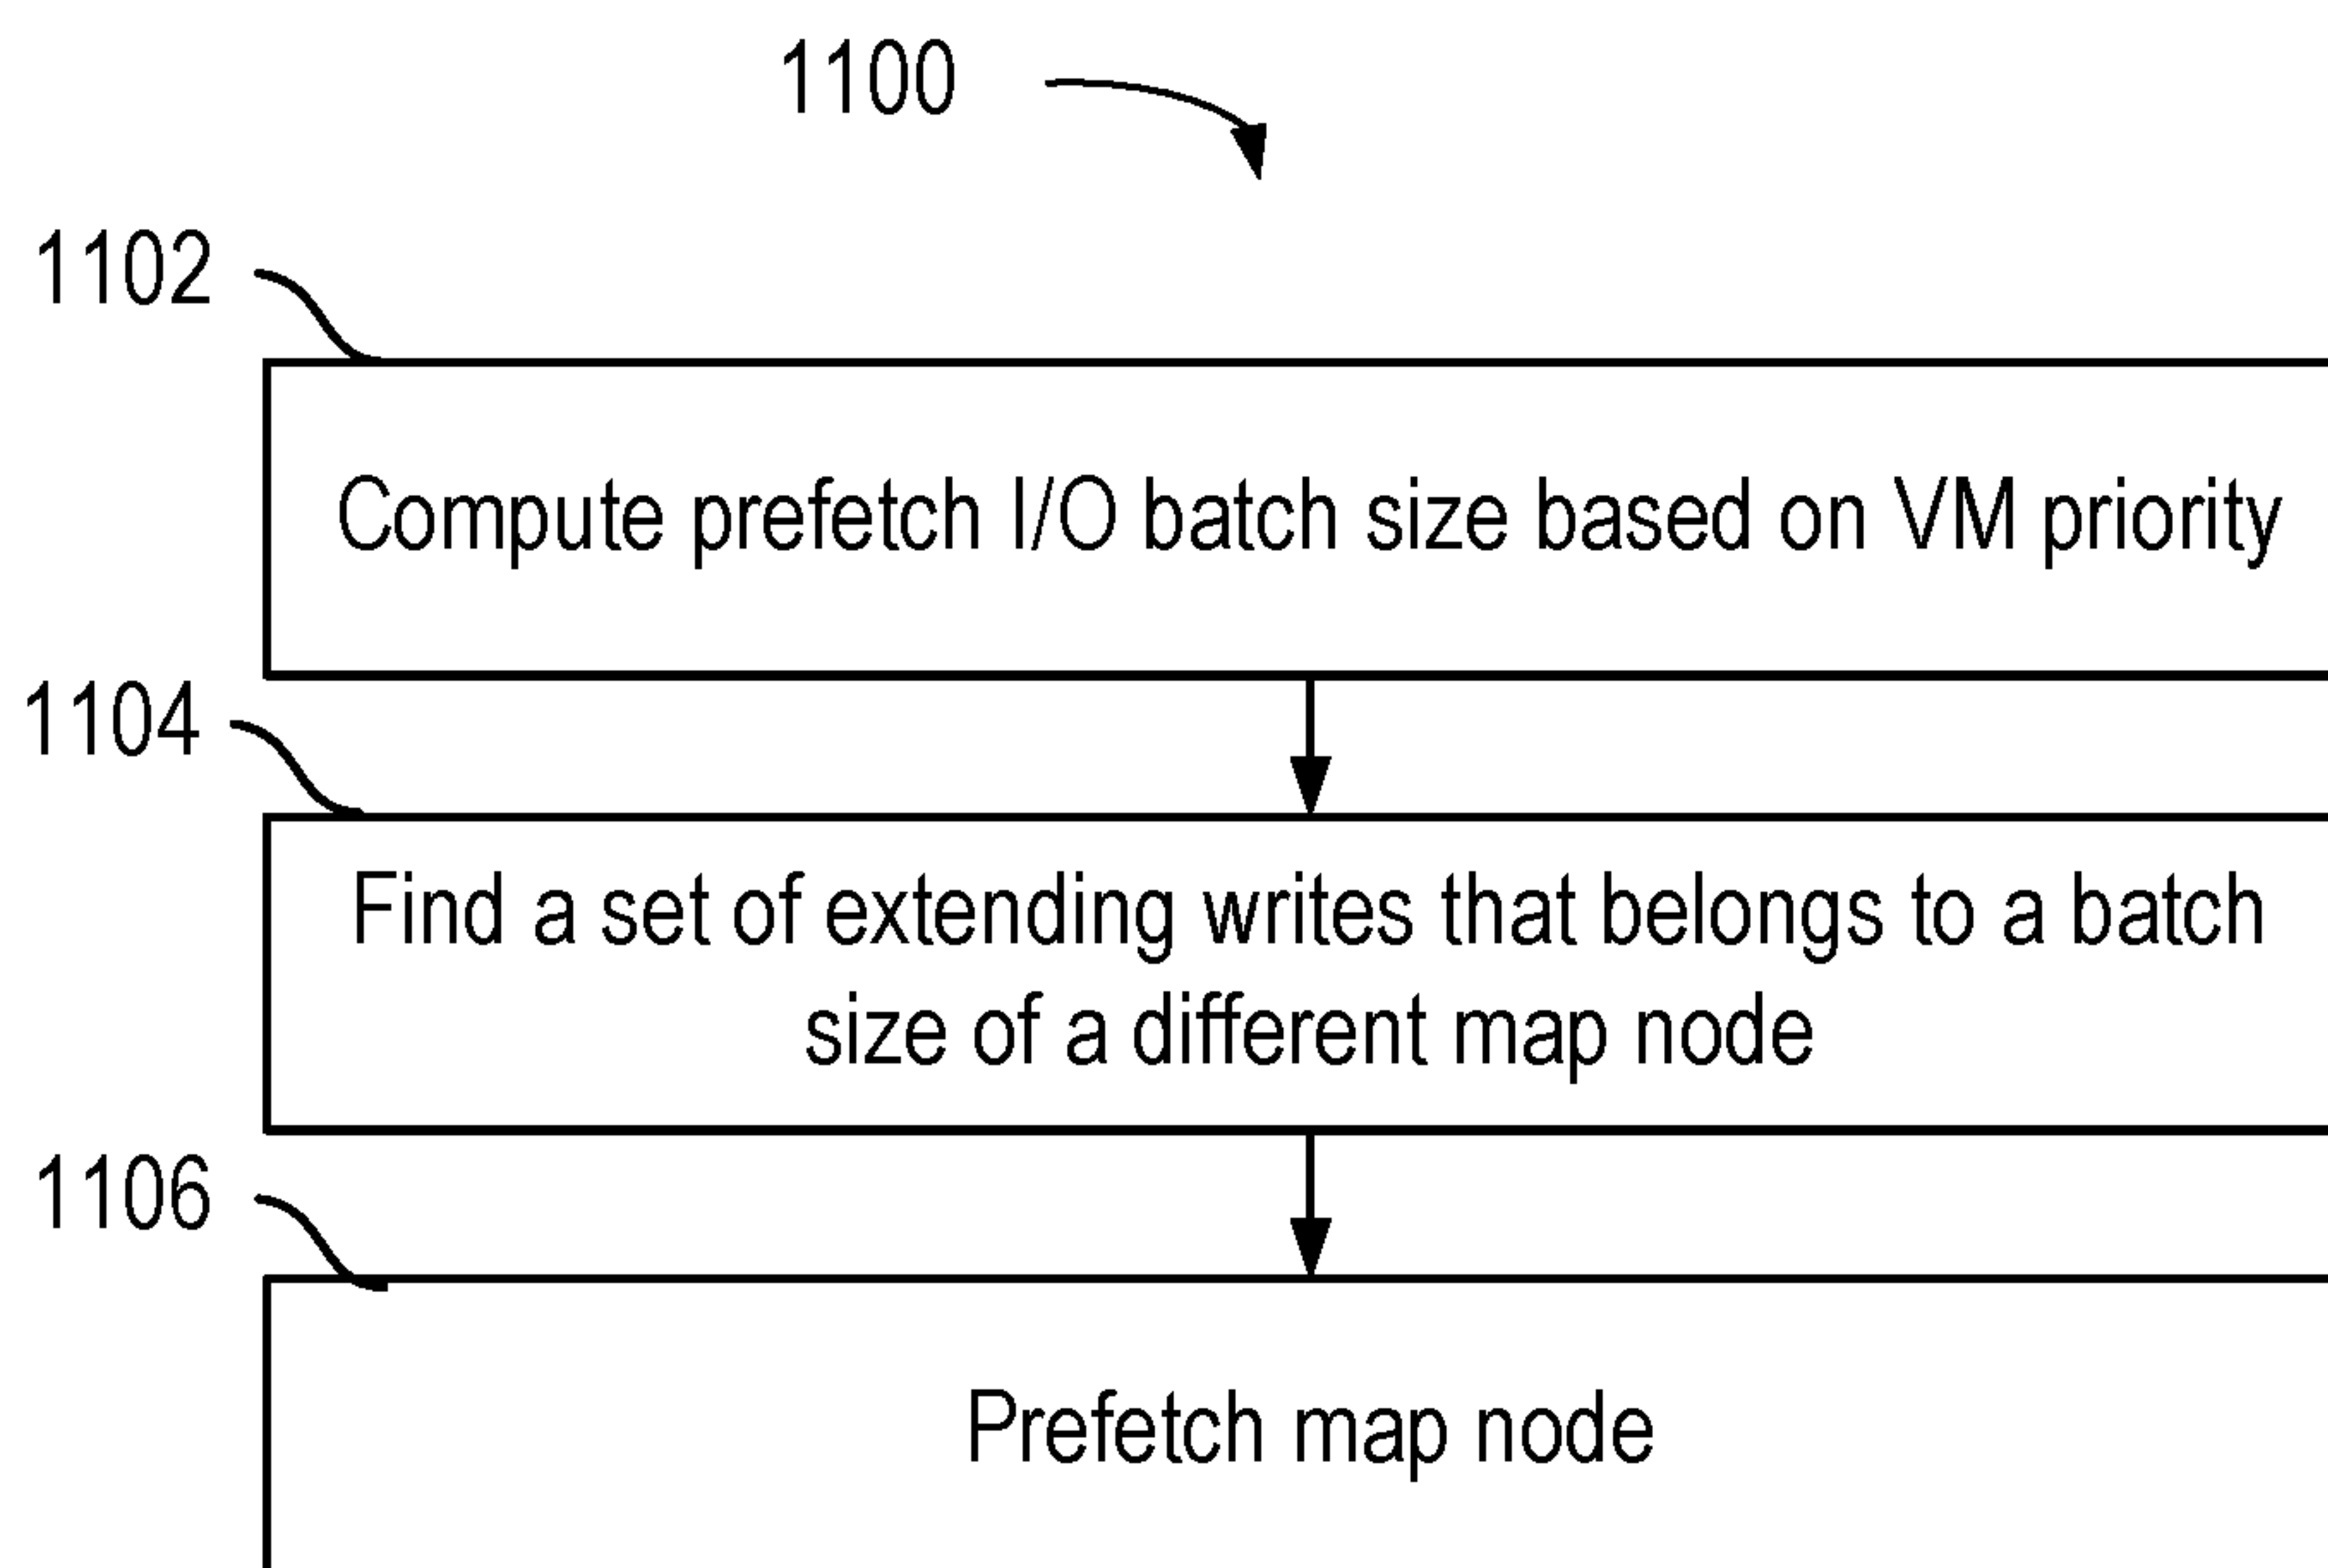 1100
1102
Compute prefetch I/O batch size based on VM priority
1104
Find a set of extending writes that belongs to a batch
size of a different map node
1106
Prefetch map node